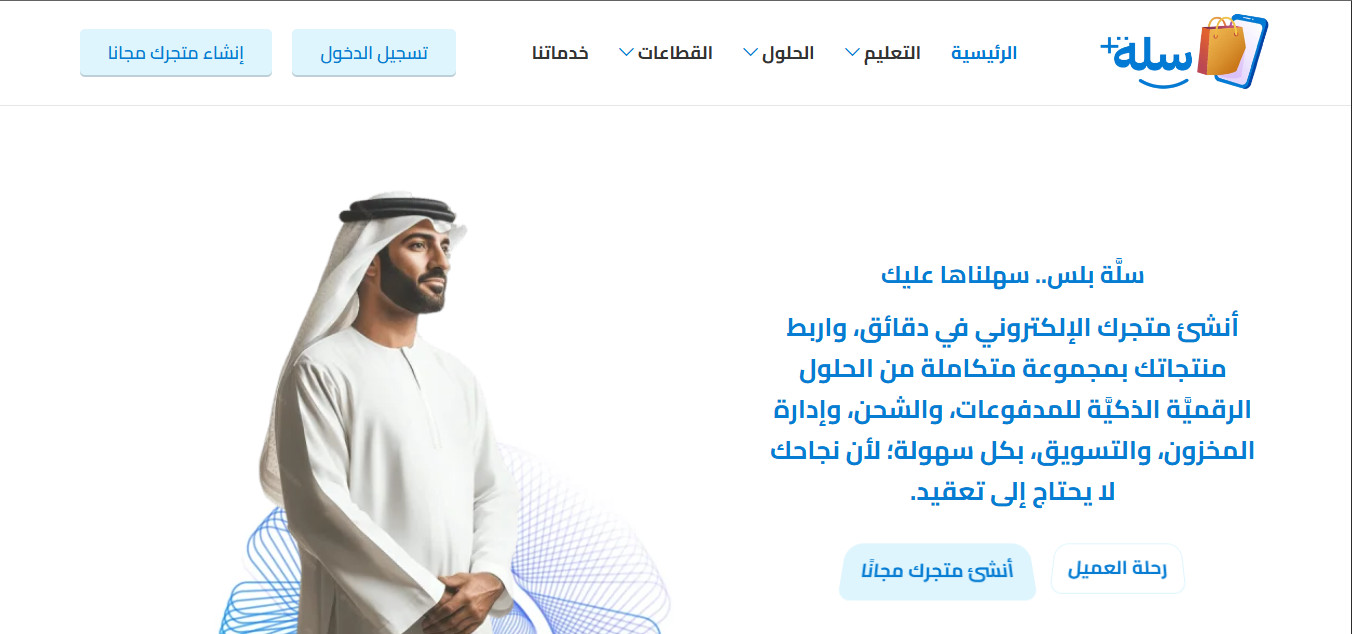 سلة+
الرئيسية
التعليم
الحلول
القطاعات
خدماتنا
تسجيل الدخول
إنشاء متجرك مجانا
سلَّة بلس.. سهلناها عليك
أنشئ متجرك الإلكتروني في دقائق، واربط
منتجاتك بمجموعة متكاملة من الحلول
الرقميَّة الذكيَّة للمدفوعات، والشحن، وإدارة
المخزون، والتسويق، بكل سهولة؛ لأن نجاحك
لا يحتاج إلى تعقيد.
رحلة العميل
أنشئ متجرك مجانًا